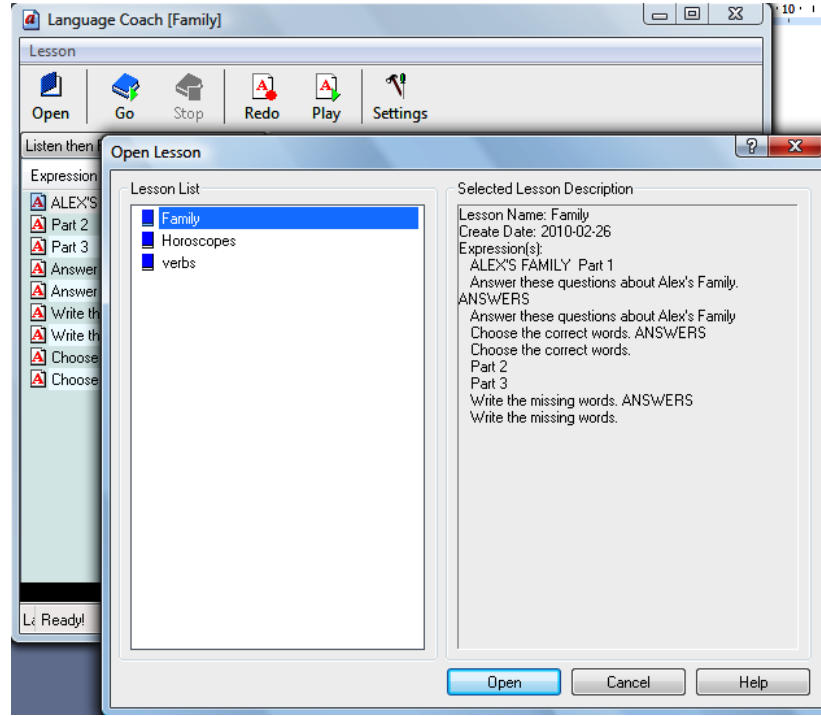 Language Coach [Family]
10
Lesson
Open
Go
Stop
Redo
Play
Settings
Listen then
Expression
ALEX'S
Part 2
Part 3
Answer
Answer
Write th
Write th
Choose
Choose
Ready!
Open Lesson
Lesson List
Family
Horoscopes
verbs
Selected Lesson Description
Lesson Name: Family
Create Date: 2010-02-26
Expression(s):
ALEX'S FAMILY Part 1
Answer these questions about Alex's Family.
ANSWERS
Answer these questions about Alex's Family
Choose the correct words. ANSWERS
Choose the correct words.
Part 2
Part 3
Write the missing words. ANSWERS
Write the missing words.
Open
Cancel
Help